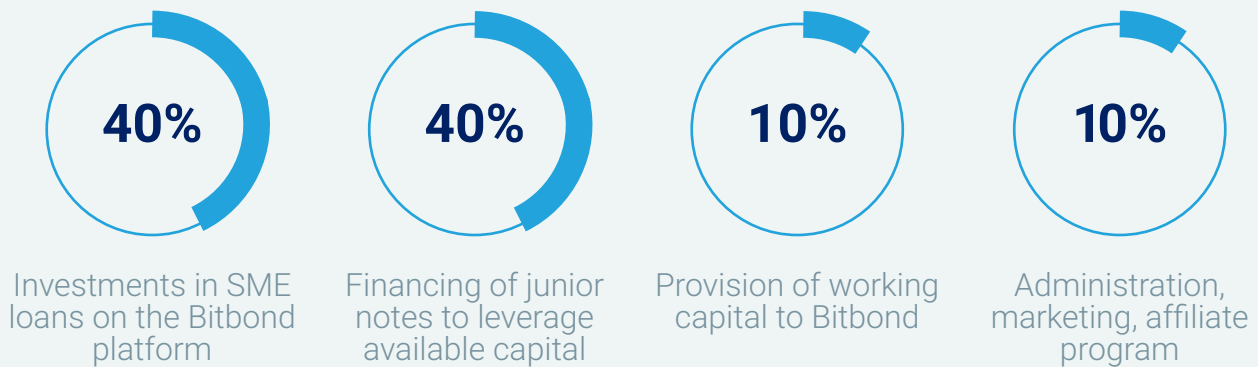 40%
Investments in SME
loans on the Bitbond
platform
40%
Financing of junior
notes to leverage
available capital
10%
Provision of working
capital to Bitbond
10%
Administration,
marketing, affiliate
program